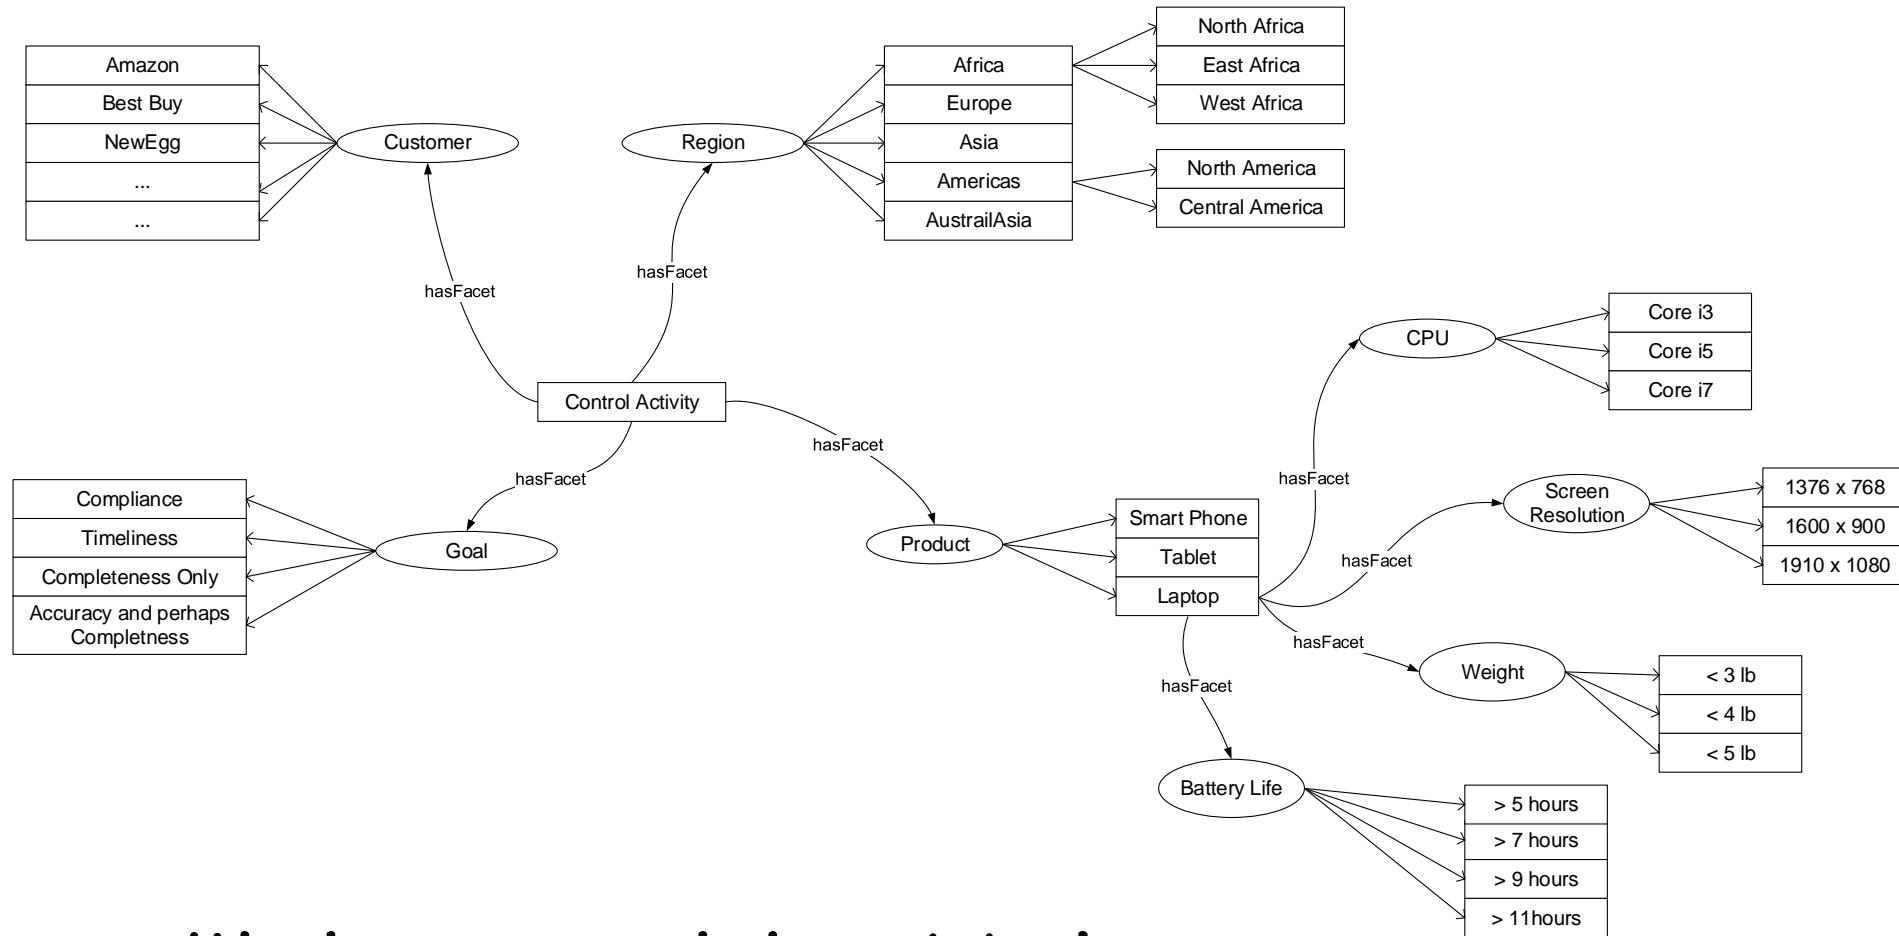 North Africa
East Africa
West Africa
Amazon
Best Buy
NewEgg
...
...
Customer
Region
Africa
Europe
Asia
Americas
AustrailAsia
North America
Central America
hasFacet
hasFacet
Control Activity
hasFacet
hasFacet
Compliance
Timeliness
Completeness Only
Accuracy and perhaps
Completness
Goal
Product
Smart Phone
Tablet
Laptop
hasFacet
CPU
Core i3
Core i5
Core i7
hasFacet
Screen
Resolution
1376 x 768
1600 x 900
1910 x 1080
hasFacet
Weight
< 3 lb
< 4 lb
< 5 lb
hasFacet
Battery Life
> 5 hours
> 7 hours
> 9 hours
> 11hours